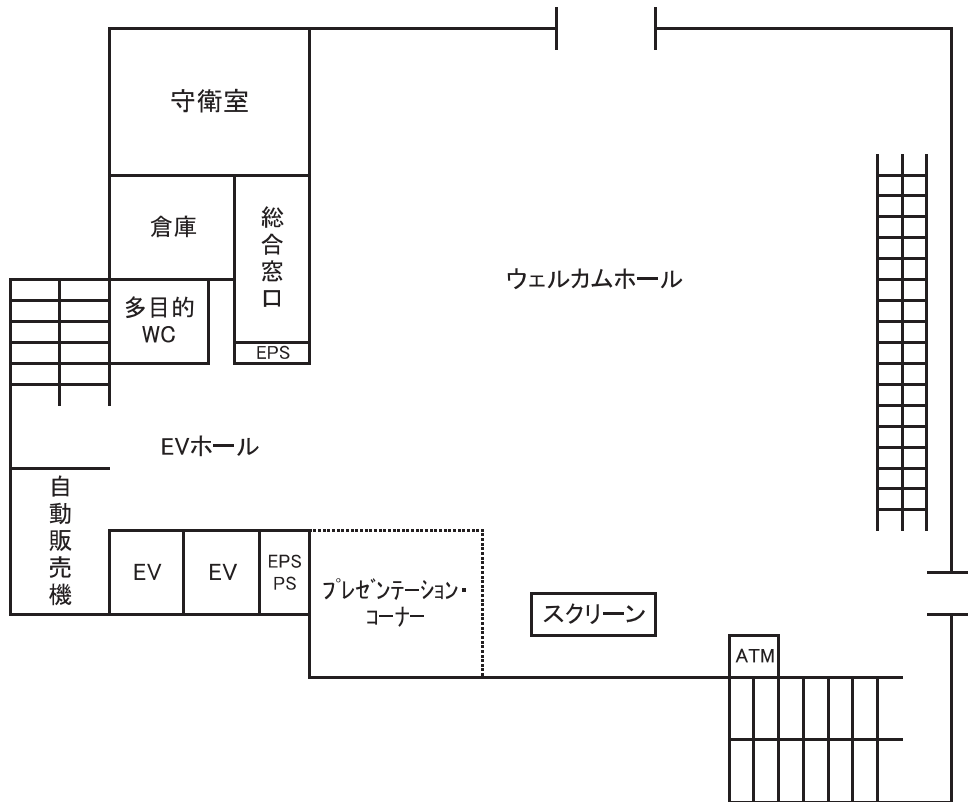 守衛室
倉庫
総合窓口
ウェルカムホール
多目的
WC
EPS
EVホール
自動販売機
EV
EV
EPS
PS
プレゼンテーション・
コーナー
スクリーン
ATM